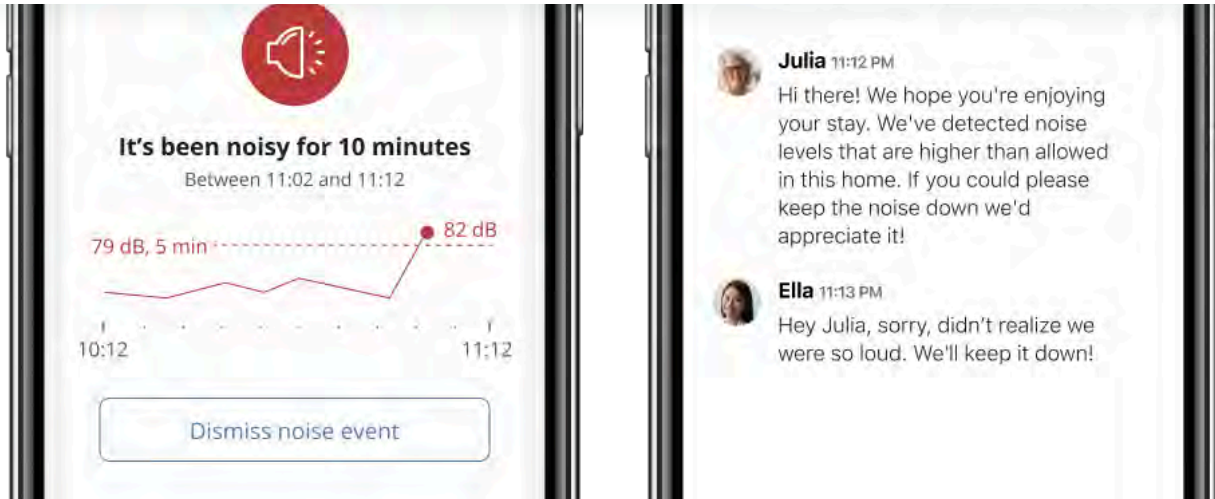 It's been noisy for 10 minutes
Between 11:02 and 11:12
79 dB, 5 min
82 dB
10:12
11:12
Dismiss noise event
Julia 11:12 PM
Hi there! We hope you're enjoying
your stay. We've detected noise
levels that are higher than allowed
in this home. If you could please
keep the noise down we'd
appreciate it!
Ella 11:13 PM
Hey Julia, sorry, didn't realize we
were so loud. We'll keep it down!